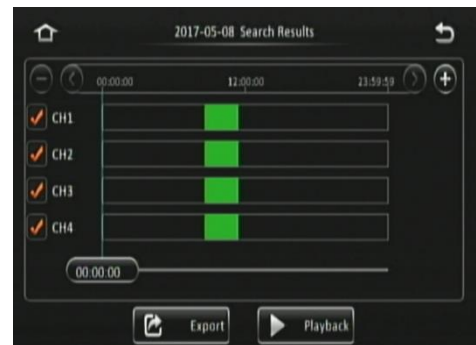 2017-05-08 Search Results
00:00:00 12:00:00 23:59:59
CH1
CH2
CH3
CH4
00:00:00
Export Playback